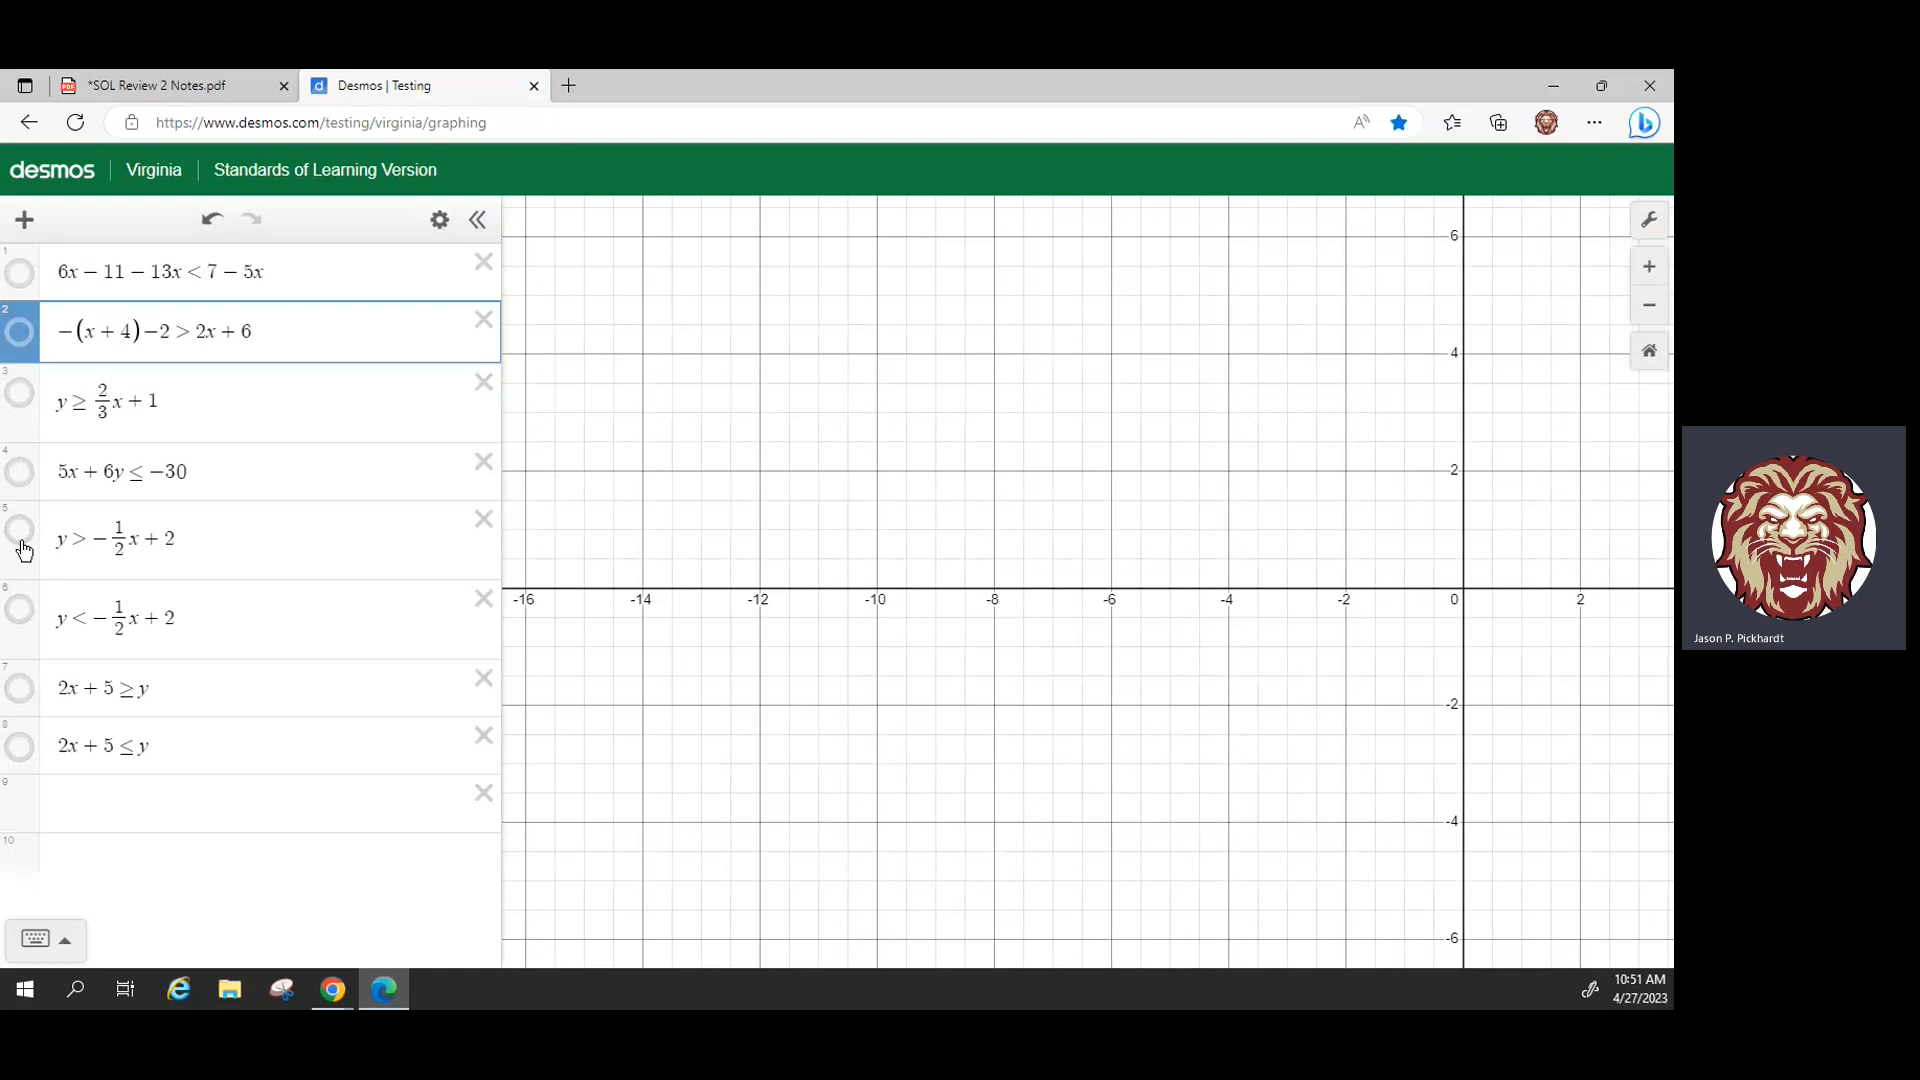 *SOL Review 2 Notes.pdf
Desmos | Testing
https://www.desmos.com/testing/virginia/graphing
desmos
Virginia
Standards of Learning Version
1
6x − 11 − 13x < 7 − 5x
2
−(x + 4) − 2 > 2x + 6
3
y ≥ 2/3 x + 1
4
5x + 6y ≤ −30
5
y > − 1/2 x + 2
6
y < − 1/2 x + 2
7
2x + 5 ≥ y
8
2x + 5 ≤ y
9
10
6
4
2
-16 -14 -12 -10 -8 -6 -4 -2 0 2
-2
-4
-6
Jason P. Pickhardt
10:51 AM
4/27/2023